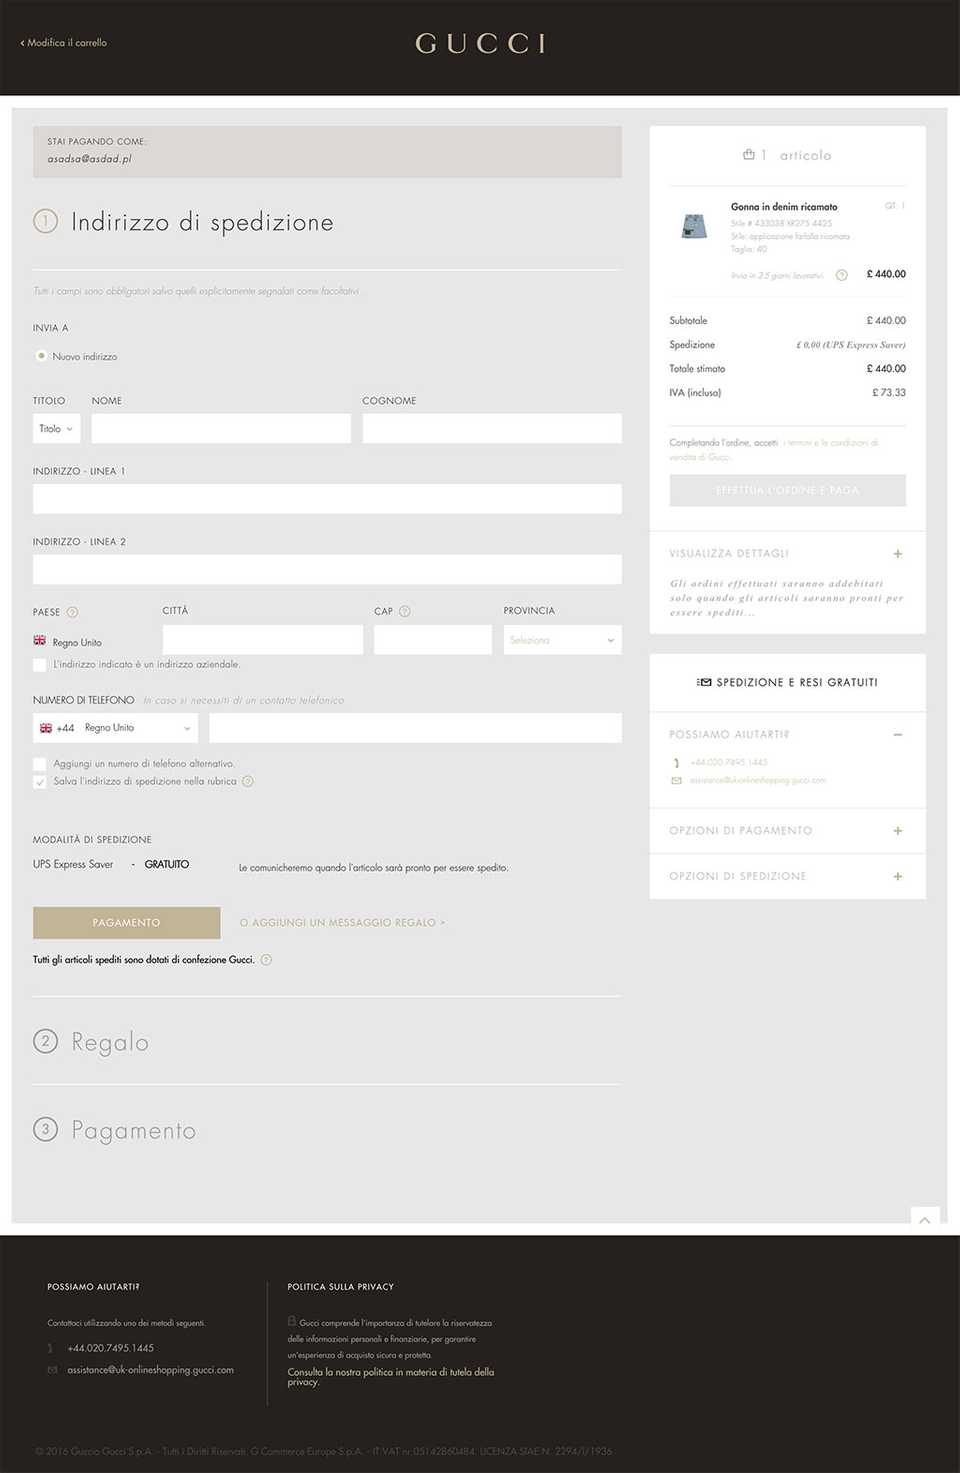 ‹ Modifica il carrello
GUCCI
STAI PAGANDO COME:
asadsa@asdad.pl
1 Indirizzo di spedizione
Tutti i campi sono obbligatori salvo quelli esplicitamente segnalati come facoltativi
INVIA A
Nuovo indirizzo
TITOLO NOME COGNOME
Titolo
INDIRIZZO - LINEA 1
INDIRIZZO - LINEA 2
PAESE ? CITTÀ CAP ? PROVINCIA
Regno Unito Seleziona
L'indirizzo indicato è un indirizzo aziendale.
NUMERO DI TELEFONO In caso si necessiti di un contatto telefonico
+44 Regno Unito
Aggiungi un numero di telefono alternativo.
Salva l'indirizzo di spedizione nella rubrica ?
MODALITÀ DI SPEDIZIONE
UPS Express Saver - GRATUITO Le comunicheremo quando l'articolo sarà pronto per essere spedito.
PAGAMENTO O AGGIUNGI UN MESSAGGIO REGALO >
Tutti gli articoli spediti sono dotati di confezione Gucci. ?
2 Regalo
3 Pagamento
1 articolo
Gonna in denim ricamato QT: 1
Stile # 433038 XR275 4425
Stile: applicazione farfalla ricamata
Taglia: 40
Invia in 2.5 giorni lavorativi. ? £ 440.00
Subtotale £ 440.00
Spedizione £ 0.00 (UPS Express Saver)
Totale stimato £ 440.00
IVA (inclusa) £ 73.33
Completando l'ordine, accetti i termini e le condizioni di
vendita di Gucci.
EFFETTUA L'ORDINE E PAGA
VISUALIZZA DETTAGLI +
Gli ordini effettuati saranno addebitati
solo quando gli articoli saranno pronti per
essere spediti...
SPEDIZIONE E RESI GRATUITI
POSSIAMO AIUTARTI? −
+44.020.7495.1445
assistance@uk-onlineshopping.gucci.com
OPZIONI DI PAGAMENTO +
OPZIONI DI SPEDIZIONE +
POSSIAMO AIUTARTI?
Contattaci utilizzando uno dei metodi seguenti.
+44.020.7495.1445
assistance@uk-onlineshopping.gucci.com
POLITICA SULLA PRIVACY
Gucci comprende l'importanza di tutelare la riservatezza
delle informazioni personali e finanziarie, per garantire
un'esperienza di acquisto sicura e protetta.
Consulta la nostra politica in materia di tutela della
privacy.
© 2016 Guccio Gucci S.p.A. - Tutti i Diritti Riservati. G Commerce Europe S.p.A. - IT VAT nr 05142860484. LICENZA SIAE N. 2294/I/1936.